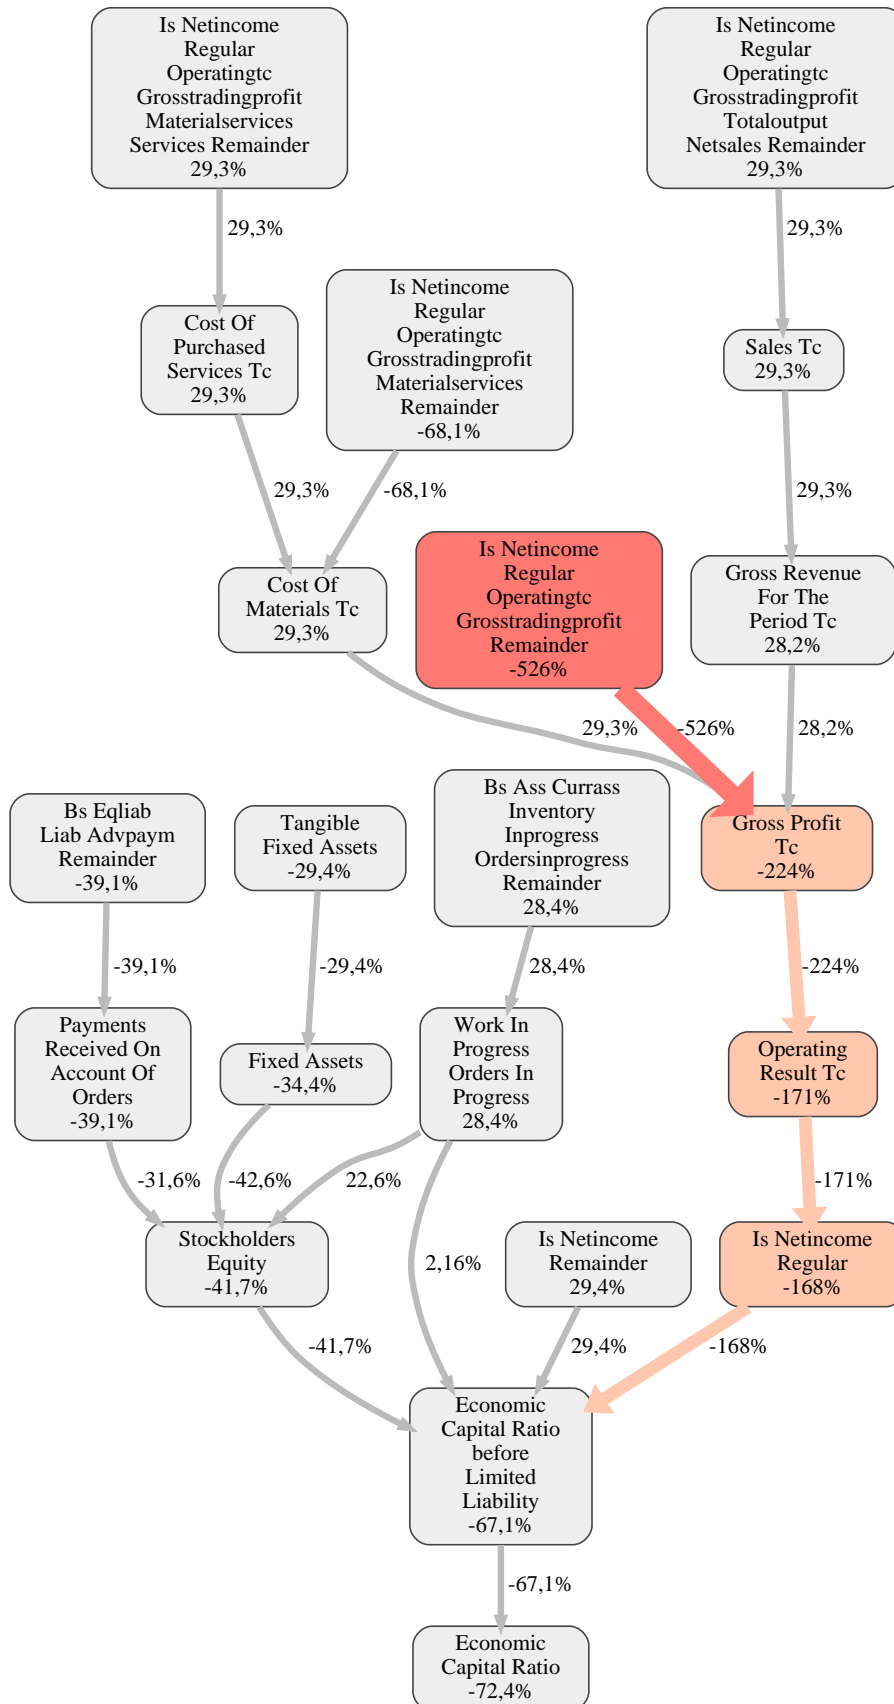 Is Netincome
Regular
Operatingtc
Grosstradingprofit
Materialservices
Services Remainder
29,3%
Is Netincome
Regular
Operatingtc
Grosstradingprofit
Totaloutput
Netsales Remainder
29,3%
29,3%
29,3%
Cost Of
Purchased
Services Tc
29,3%
Is Netincome
Regular
Operatingtc
Grosstradingprofit
Materialservices
Remainder
-68,1%
Sales Tc
29,3%
29,3%
-68,1%
29,3%
Cost Of
Materials Tc
29,3%
Is Netincome
Regular
Operatingtc
Grosstradingprofit
Remainder
-526%
Gross Revenue
For The
Period Tc
28,2%
29,3%
-526%
28,2%
Bs Eqliab
Liab Advpaym
Remainder
-39,1%
Tangible
Fixed Assets
-29,4%
Bs Ass Currass
Inventory
Inprogress
Ordersinprogress
Remainder
28,4%
Gross Profit
Tc
-224%
-39,1%
-29,4%
28,4%
-224%
Payments
Received On
Account Of
Orders
-39,1%
Fixed Assets
-34,4%
Work In
Progress
Orders In
Progress
28,4%
Operating
Result Tc
-171%
-31,6%
-42,6%
22,6%
-171%
Stockholders
Equity
-41,7%
2,16%
Is Netincome
Remainder
29,4%
Is Netincome
Regular
-168%
-41,7%
29,4%
-168%
Economic
Capital Ratio
before
Limited
Liability
-67,1%
-67,1%
Economic
Capital Ratio
-72,4%